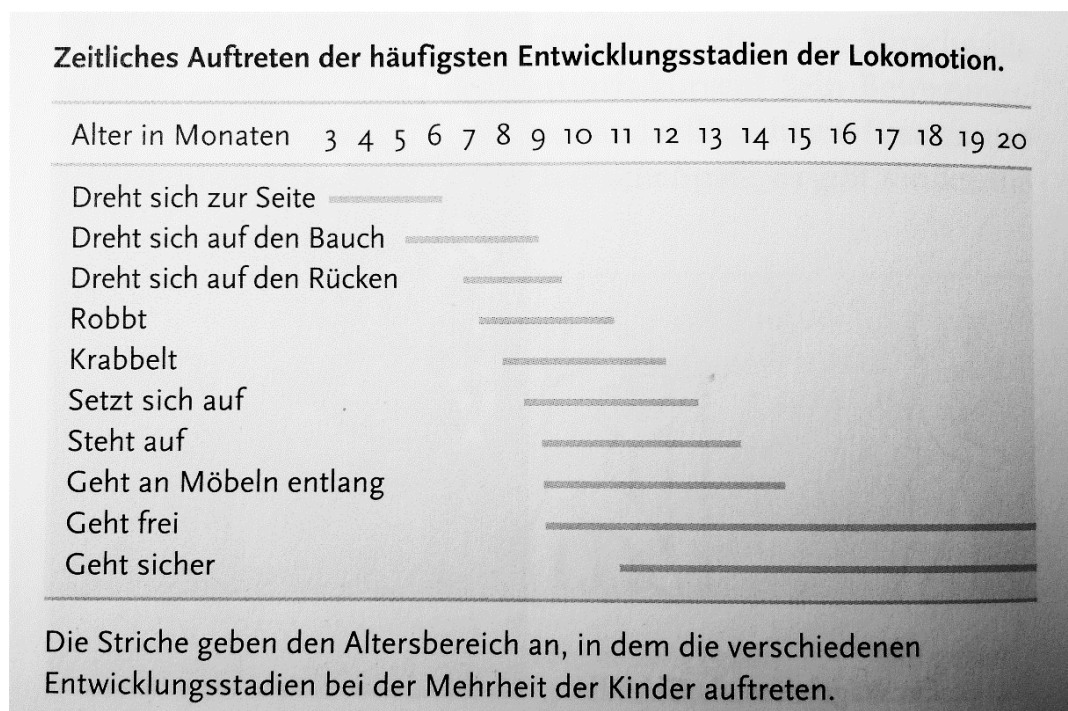 Zeitliches Auftreten der häufigsten Entwicklungsstadien der Lokomotion.
Alter in Monaten 3 4 5 6 7 8 9 10 11 12 13 14 15 16 17 18 19 20
Dreht sich zur Seite
Dreht sich auf den Bauch
Dreht sich auf den Rücken
Robbt
Krabbelt
Setzt sich auf
Steht auf
Geht an Möbeln entlang
Geht frei
Geht sicher
Die Striche geben den Altersbereich an, in dem die verschiedenen
Entwicklungsstadien bei der Mehrheit der Kinder auftreten.